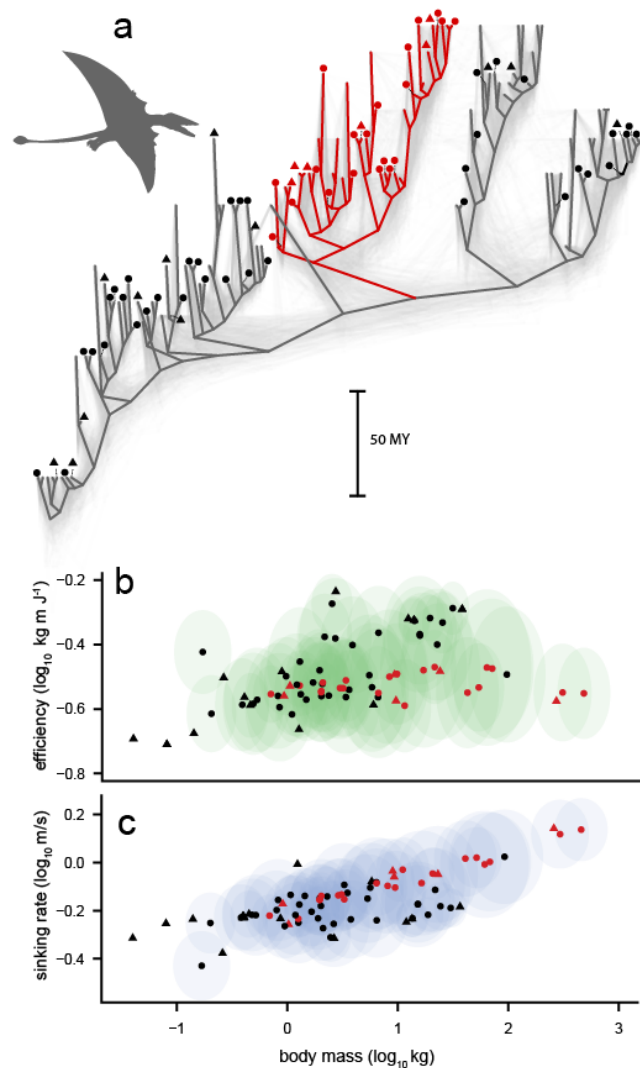 a
50 MY
b
efficiency (log₁₀ kg m J⁻¹)
−0.2
−0.4
−0.6
−0.8
c
sinking rate (log₁₀ m/s)
0.2
0.0
−0.2
−0.4
−1 0 1 2 3
body mass (log₁₀ kg)